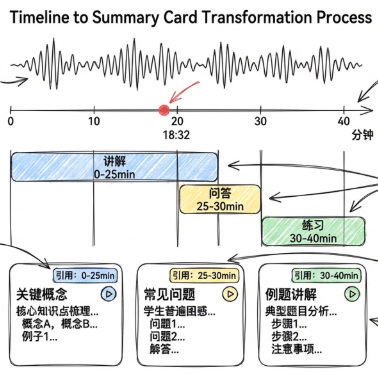 Timeline to Summary Card Transformation Process
0 10 20 30 40
18:32
分钟
讲解
0-25min
问答
25-30min
练习
30-40min
引用：0-25min
关键概念
核心知识点梳理...
概念A，概念B...
例子1...
引用：25-30min
常见问题
学生普遍困惑...
问题1...
问题2...
解答...
引用：30-40min
例题讲解
典型题目分析...
步骤1...
步骤2...
注意事项...